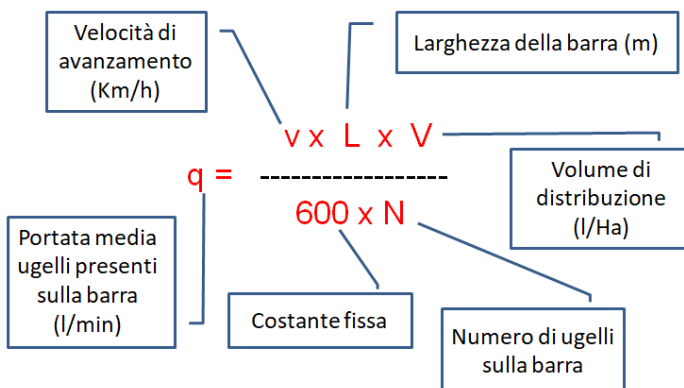 Velocità di
avanzamento
(Km/h)
Larghezza della barra (m)
v x L x V
q = ------------------
600 x N
Volume di
distribuzione
(l/Ha)
Portata media
ugelli presenti
sulla barra
(l/min)
Costante fissa
Numero di ugelli
sulla barra